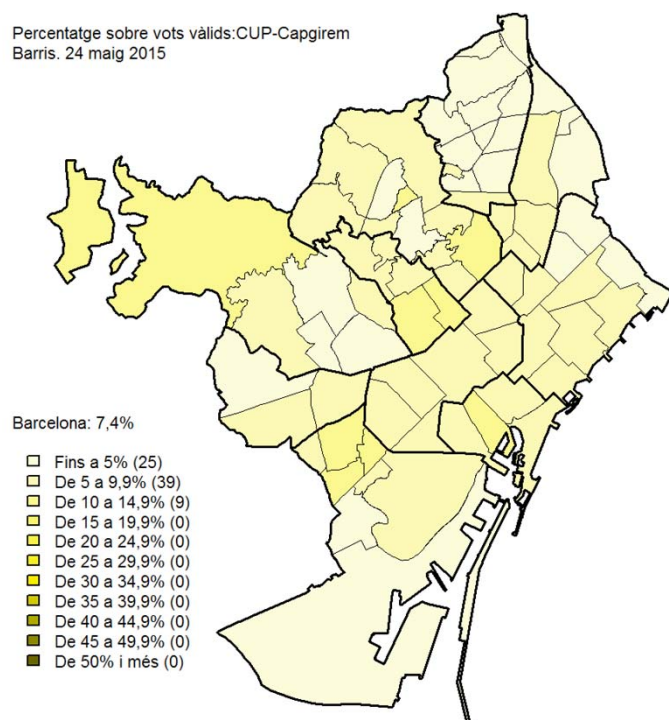 Percentatge sobre vots vàlids:CUP-Capgirem
Barris. 24 maig 2015
Barcelona: 7,4%
Fins a 5% (25)
De 5 a 9,9% (39)
De 10 a 14,9% (9)
De 15 a 19,9% (0)
De 20 a 24,9% (0)
De 25 a 29,9% (0)
De 30 a 34,9% (0)
De 35 a 39,9% (0)
De 40 a 44,9% (0)
De 45 a 49,9% (0)
De 50% i més (0)